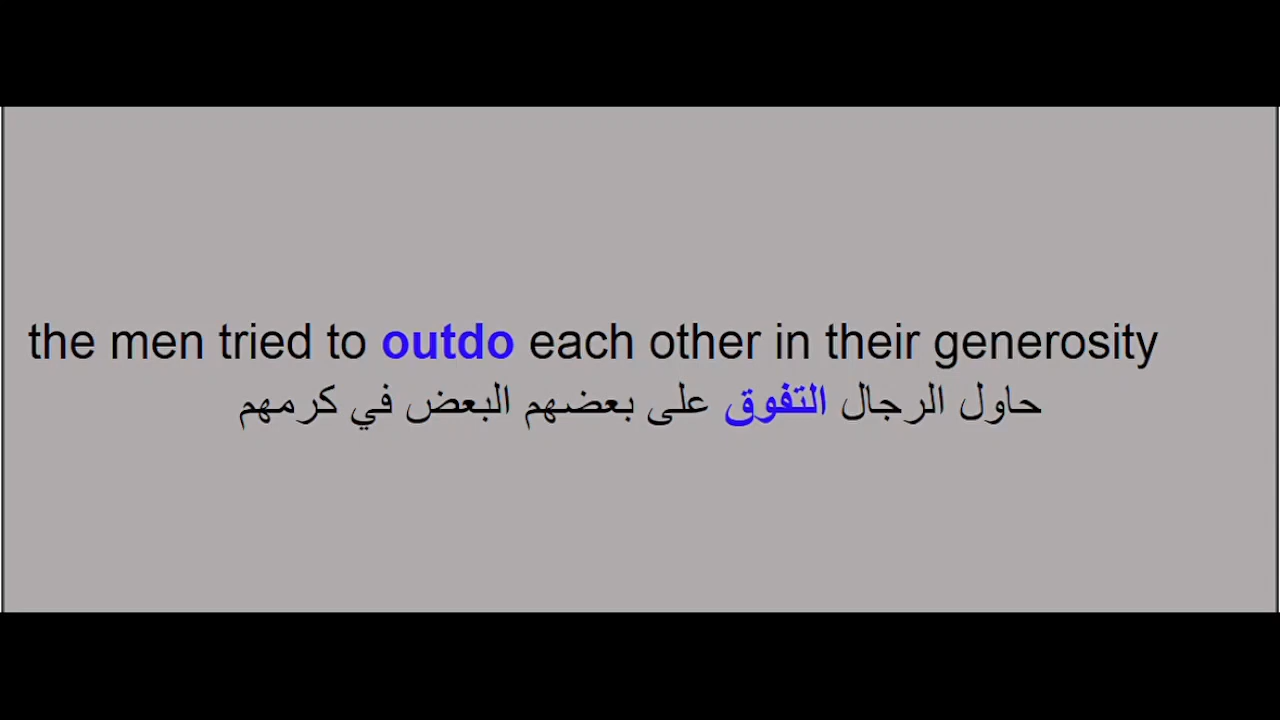 the men tried to outdo each other in their generosity
حاول الرجال التفوق على بعضهم البعض في كرمهم